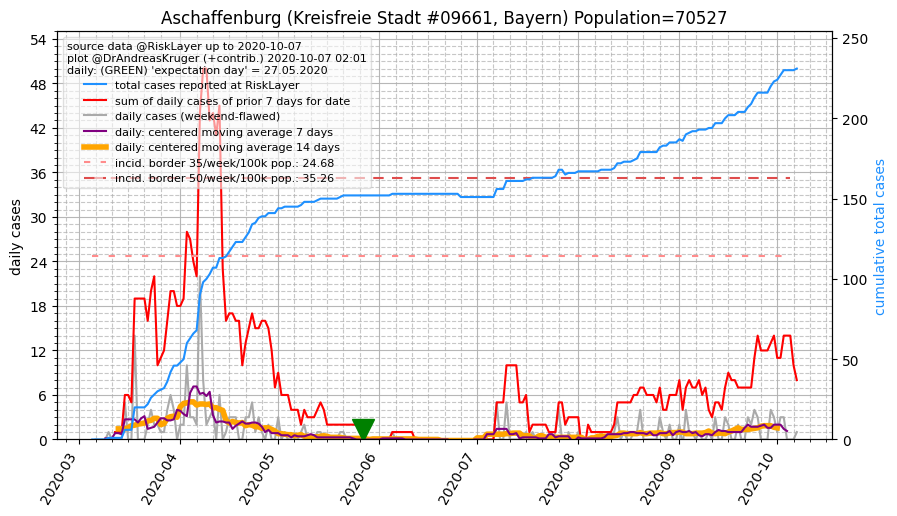 Aschaffenburg (Kreisfreie Stadt #09661, Bayern) Population=70527
source data @RiskLayer up to 2020-10-07
plot @DrAndreasKruger (+contrib.) 2020-10-07 02:01
daily: (GREEN) 'expectation day' = 27.05.2020
total cases reported at RiskLayer
sum of daily cases of prior 7 days for date
daily cases (weekend-flawed)
daily: centered moving average 7 days
daily: centered moving average 14 days
incid. border 35/week/100k pop.: 24.68
incid. border 50/week/100k pop.: 35.26
daily cases
54
48
42
36
30
24
18
12
6
0
250
200
150
100
50
0
cumulative total cases
2020-03
2020-04
2020-05
2020-06
2020-07
2020-08
2020-09
2020-10